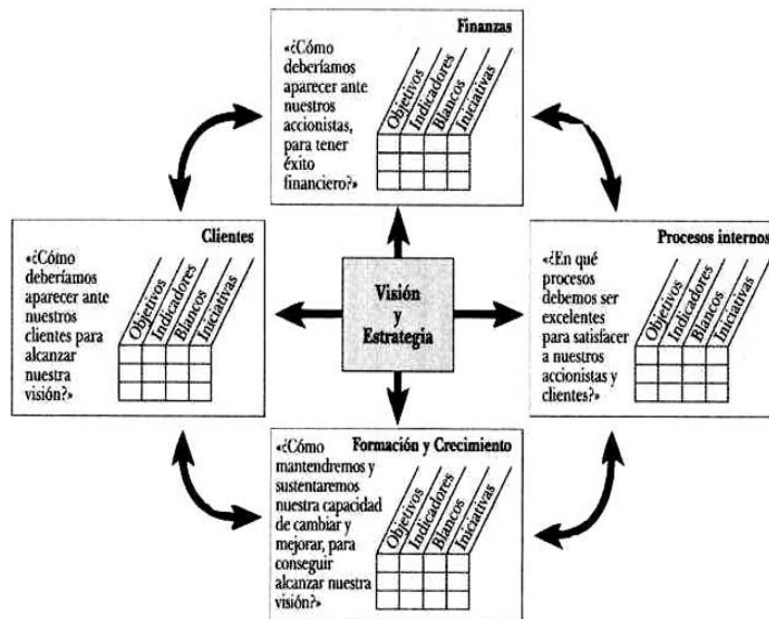 Finanzas
«¿Cómo
deberíamos
aparecer ante
nuestros
accionistas,
para tener
éxito
financiero?»
Objetivos
Indicadores
Blancos
Iniciativas
Clientes
«¿Cómo
deberíamos
aparecer ante
nuestros
clientes para
alcanzar
nuestra
visión?»
Objetivos
Indicadores
Blancos
Iniciativas
Visión
y
Estrategia
Procesos internos
«¿En qué
procesos
debemos ser
excelentes
para satisfacer
a nuestros
accionistas y
clientes?»
Objetivos
Indicadores
Blancos
Iniciativas
Formación y Crecimiento
«¿Cómo
mantendremos y
sustentaremos
nuestra capacidad
de cambiar y
mejorar, para
conseguir
alcanzar nuestra
visión?»
Objetivos
Indicadores
Blancos
Iniciativas